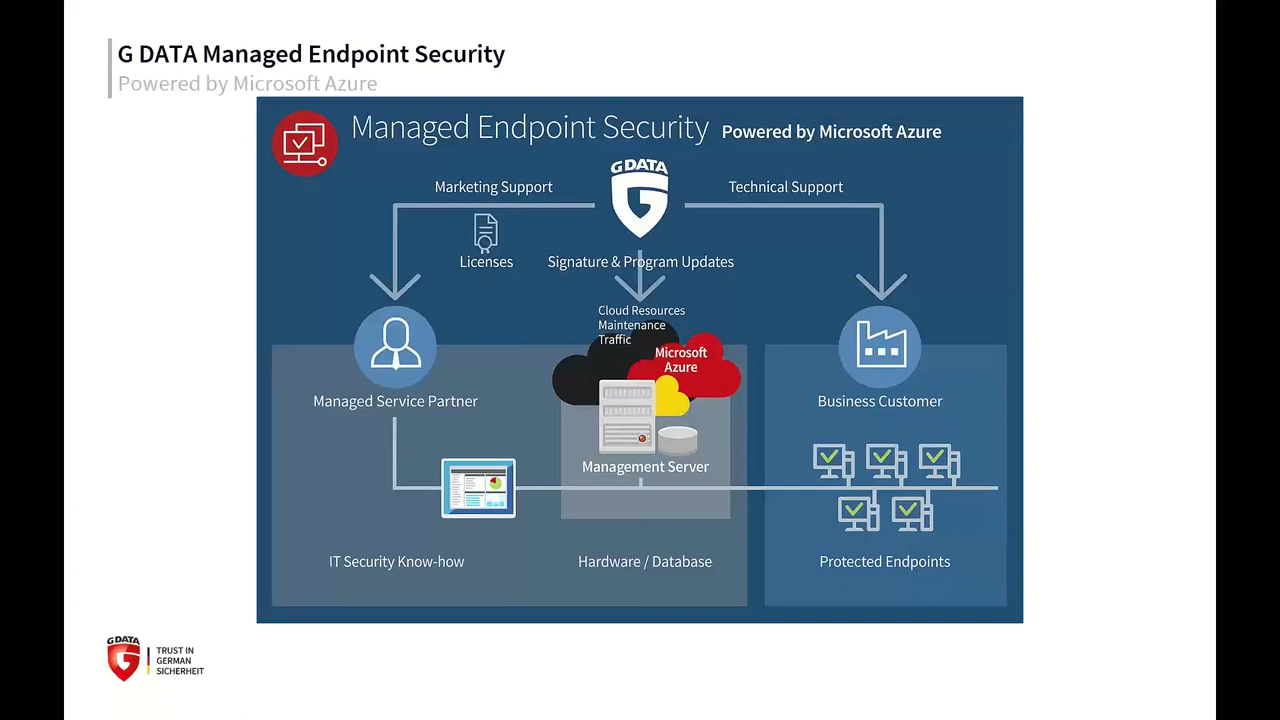 G DATA Managed Endpoint Security
Powered by Microsoft Azure
Managed Endpoint Security Powered by Microsoft Azure
G DATA
G
Marketing Support
Technical Support
Licenses
Signature & Program Updates
Cloud Resources
Maintenance
Traffic
Microsoft
Azure
Managed Service Partner
Business Customer
Management Server
IT Security Know-how
Hardware / Database
Protected Endpoints
G DATA
G
TRUST IN
GERMAN
SICHERHEIT